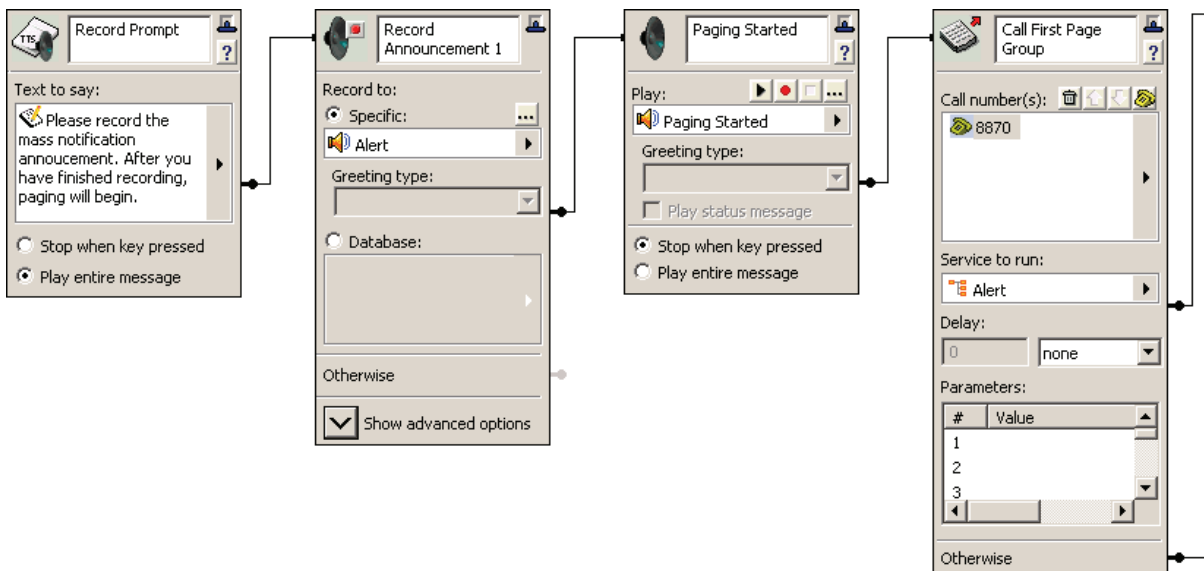 TTS
Record Prompt
?
Text to say:
Please record the
mass notification
annoucement. After you
have finished recording,
paging will begin.
Stop when key pressed
Play entire message
Record
Announcement 1
Record to:
Specific:
...
Alert
Greeting type:
Database:
Otherwise
Show advanced options
Paging Started
?
Play:
...
Paging Started
Greeting type:
Play status message
Stop when key pressed
Play entire message
Call First Page
Group
?
Call number(s):
8870
Service to run:
Alert
Delay:
0 none
Parameters:
# Value
1
2
3
Otherwise